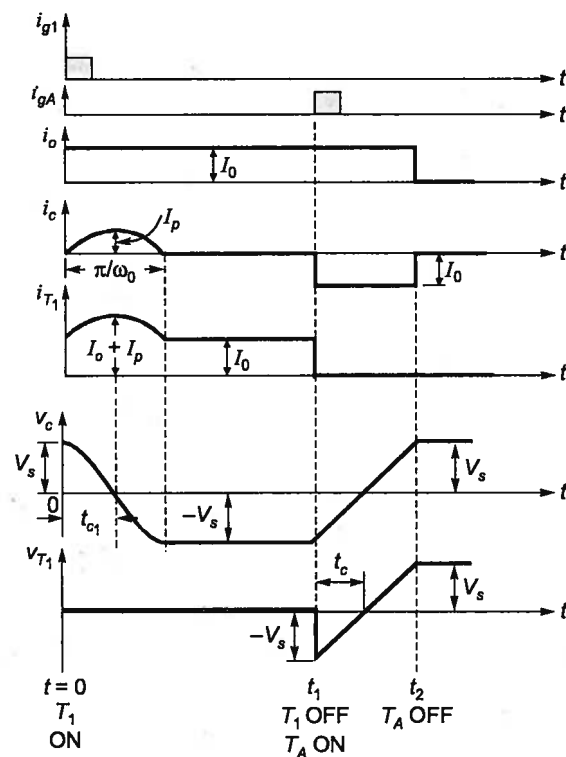 i_g1
t
i_gA
t
i_o
I_0
t
i_c
I_p
t
π/ω_0
I_0
i_T1
I_o + I_p
I_0
t
v_c
V_s
0
–V_s
V_s
t
t_c1
v_T1
t_c
V_s
t
–V_s
t = 0
T_1
ON
t_1
T_1 OFF
T_A ON
t_2
T_A OFF